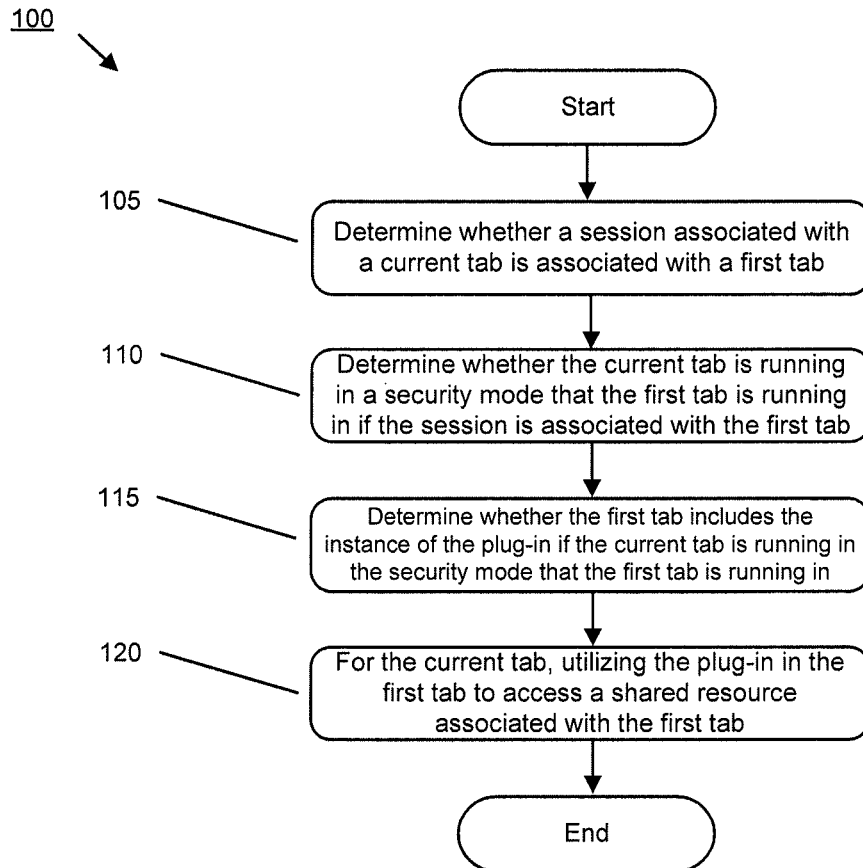 100
Start
105
Determine whether a session associated with
a current tab is associated with a first tab
110
Determine whether the current tab is running
in a security mode that the first tab is running
in if the session is associated with the first tab
115
Determine whether the first tab includes the
instance of the plug-in if the current tab is running in
the security mode that the first tab is running in
120
For the current tab, utilizing the plug-in in the
first tab to access a shared resource
associated with the first tab
End